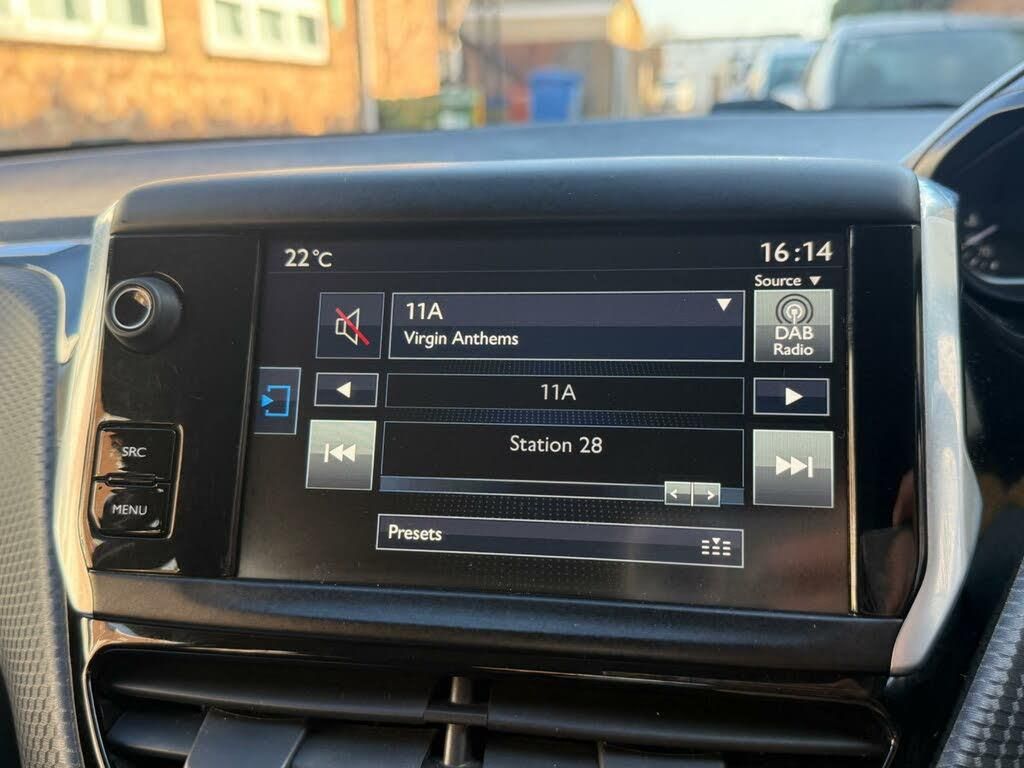 22°C
16:14
Source ▼
11A
Virgin Anthems
DAB
Radio
11A
Station 28
SRC
MENU
Presets